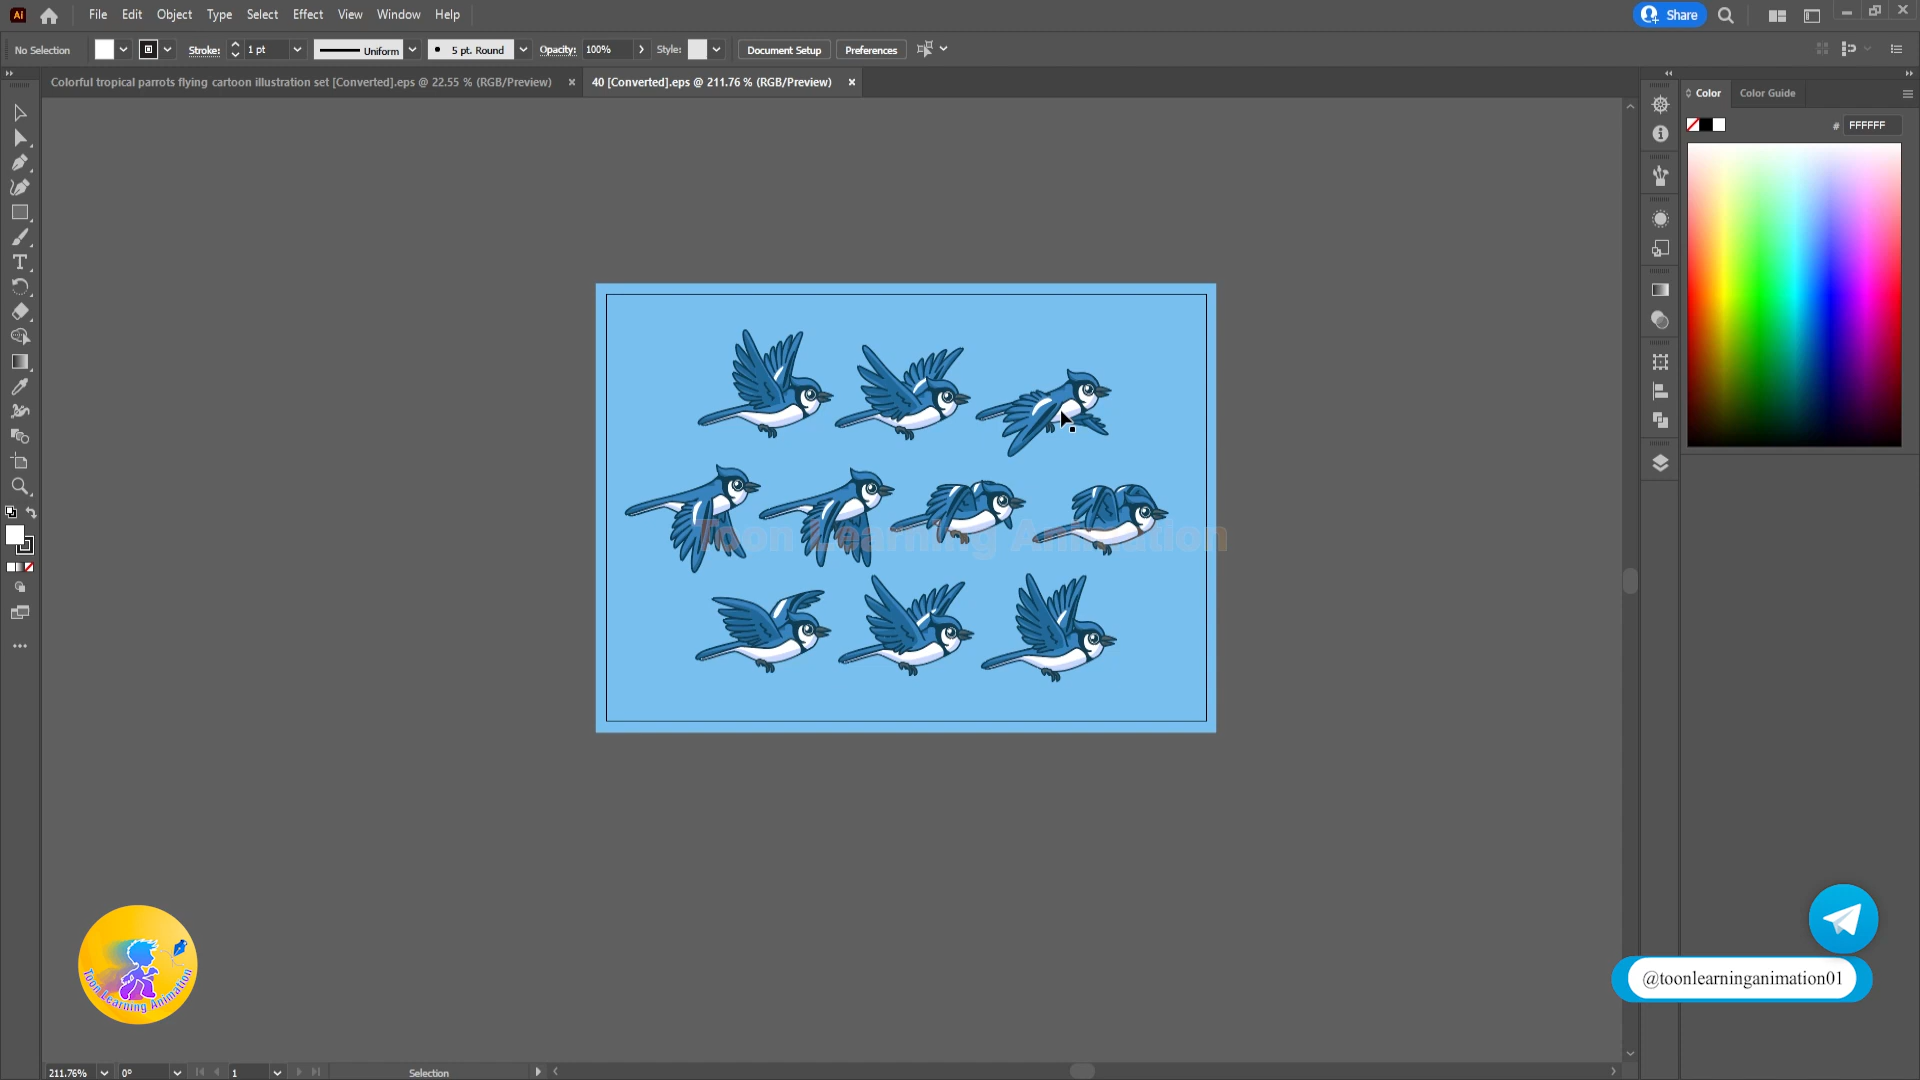 Ai File Edit Object Type Select Effect View Window Help Share
No Selection Stroke: 1 pt Uniform 5 pt. Round Opacity: 100% Style: Document Setup Preferences
Colorful tropical parrots flying cartoon illustration set [Converted].eps @ 22.55 % (RGB/Preview) × 40 [Converted].eps @ 211.76 % (RGB/Preview) ×
Color Color Guide
# FFFFFF
Toon Learning Animation
Toon Learning Animation
@toonlearninganimation01
211.76% 0° 1 Selection